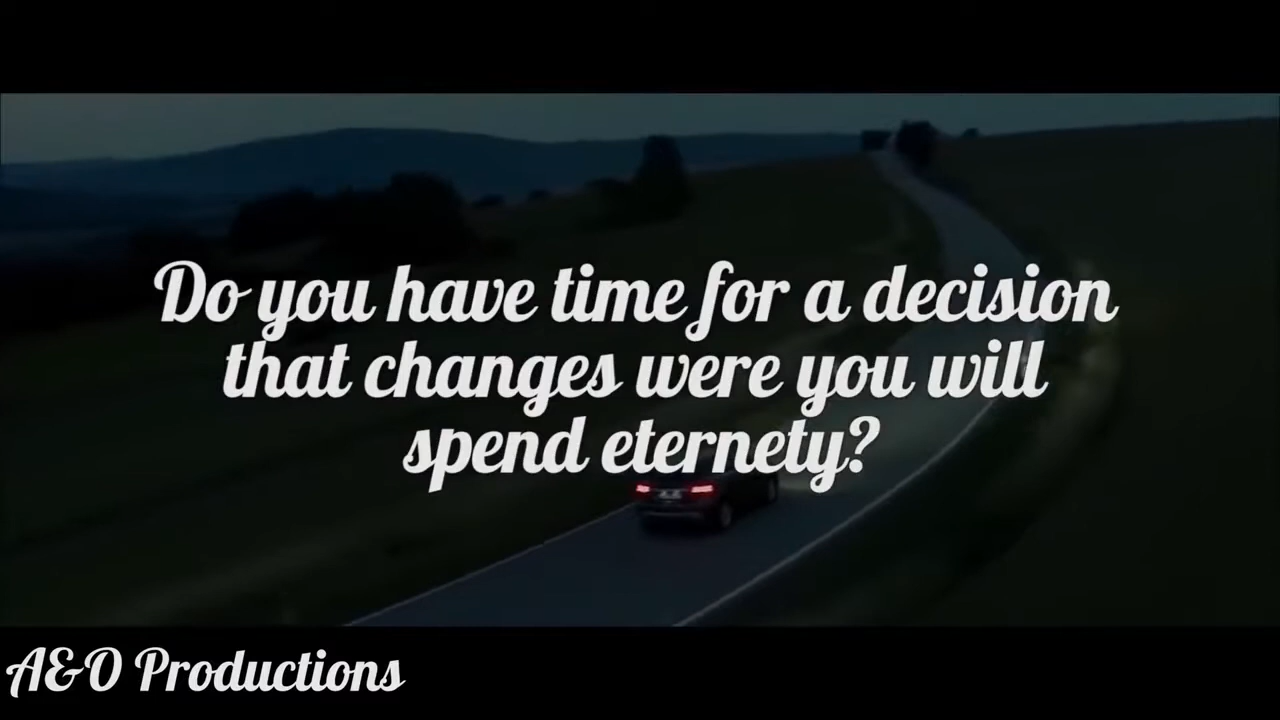 Do you have time for a decision
that changes were you will
spend eternety?
A&O Productions